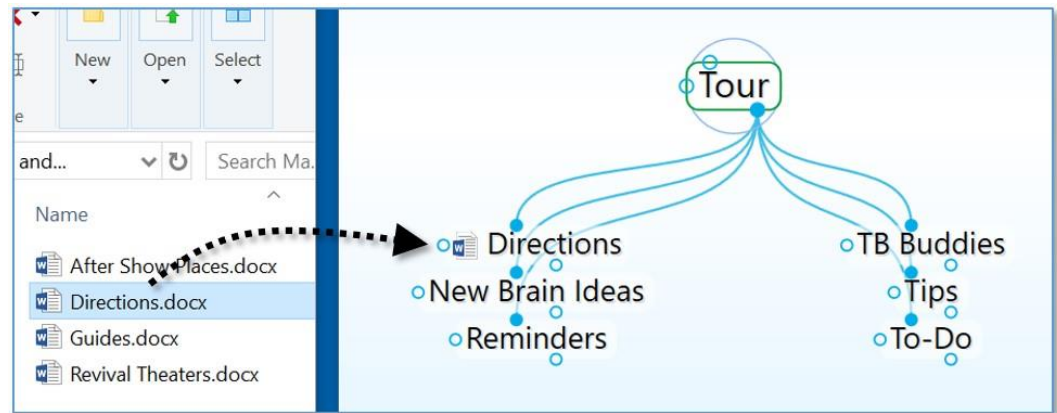 New
Open
Select
e
and...
Search Ma.
Name
After Show Places.docx
Directions.docx
Guides.docx
Revival Theaters.docx
Tour
Directions
TB Buddies
New Brain Ideas
Tips
Reminders
To-Do